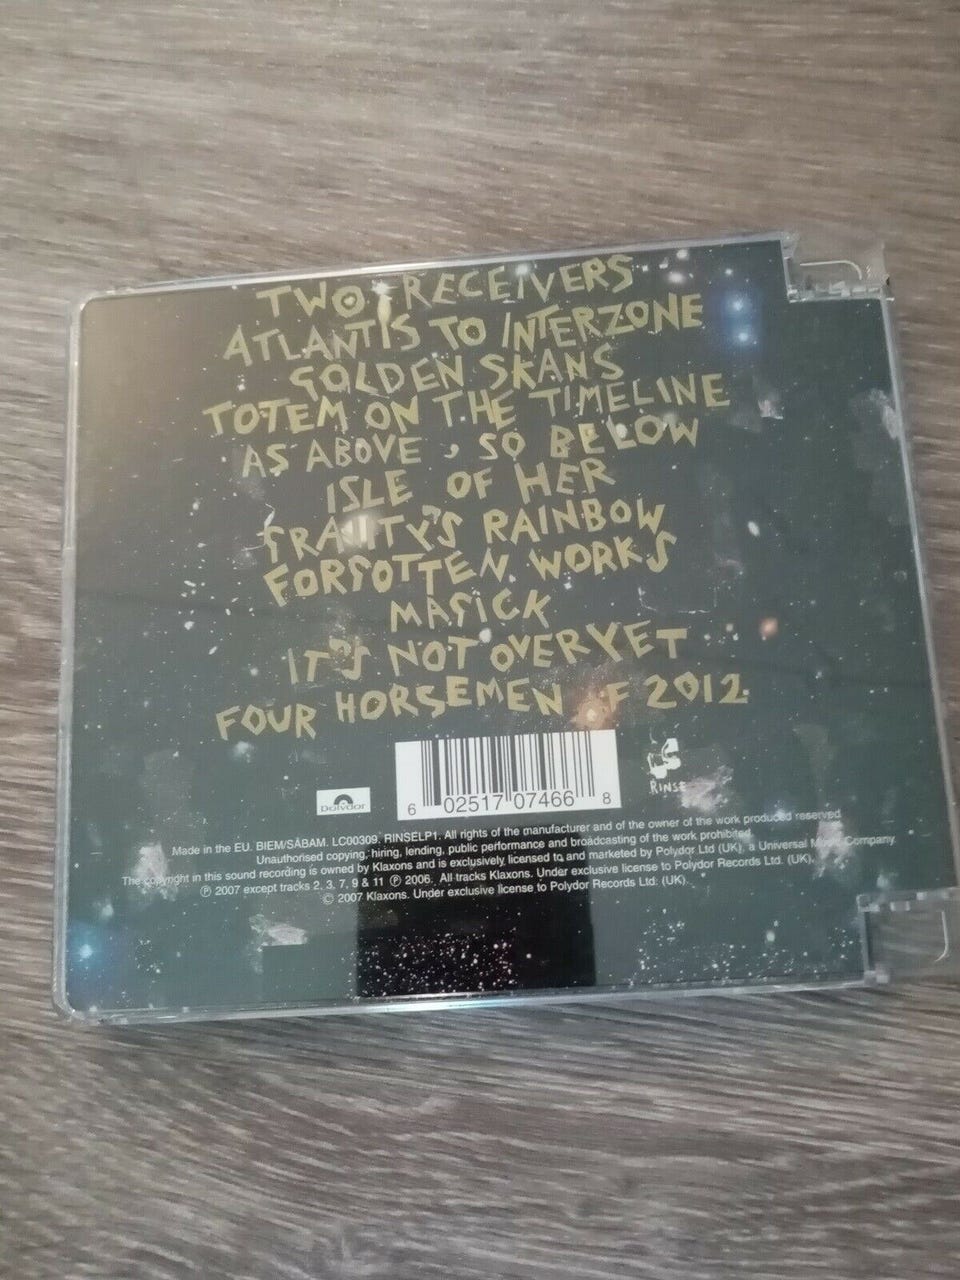 TWO RECEIVERS
ATLANTIS TO INTERZONE
GOLDEN SKANS
TOTEM ON THE TIMELINE
AS ABOVE, SO BELOW
ISLE OF HER
GRAVITY'S RAINBOW
FORGOTTEN WORKS
MAGICK
IT'S NOT OVER YET
FOUR HORSEMEN OF 2012
6 02517 07466 8
Polydor
RINSE
Made in the EU. BIEM/SABAM. LC00309. RINSELP1. All rights of the manufacturer and of the owner of the work produced reserved.
Unauthorised copying, hiring, lending, public performance and broadcasting of the work prohibited.
The copyright in this sound recording is owned by Klaxons and is exclusively licensed to and marketed by Polydor Ltd (UK), a Universal Music Company.
℗ 2007 except tracks 2, 3, 7, 9 & 11 ℗ 2006. All tracks Klaxons. Under exclusive license to Polydor Records Ltd. (UK).
© 2007 Klaxons. Under exclusive license to Polydor Records Ltd. (UK).